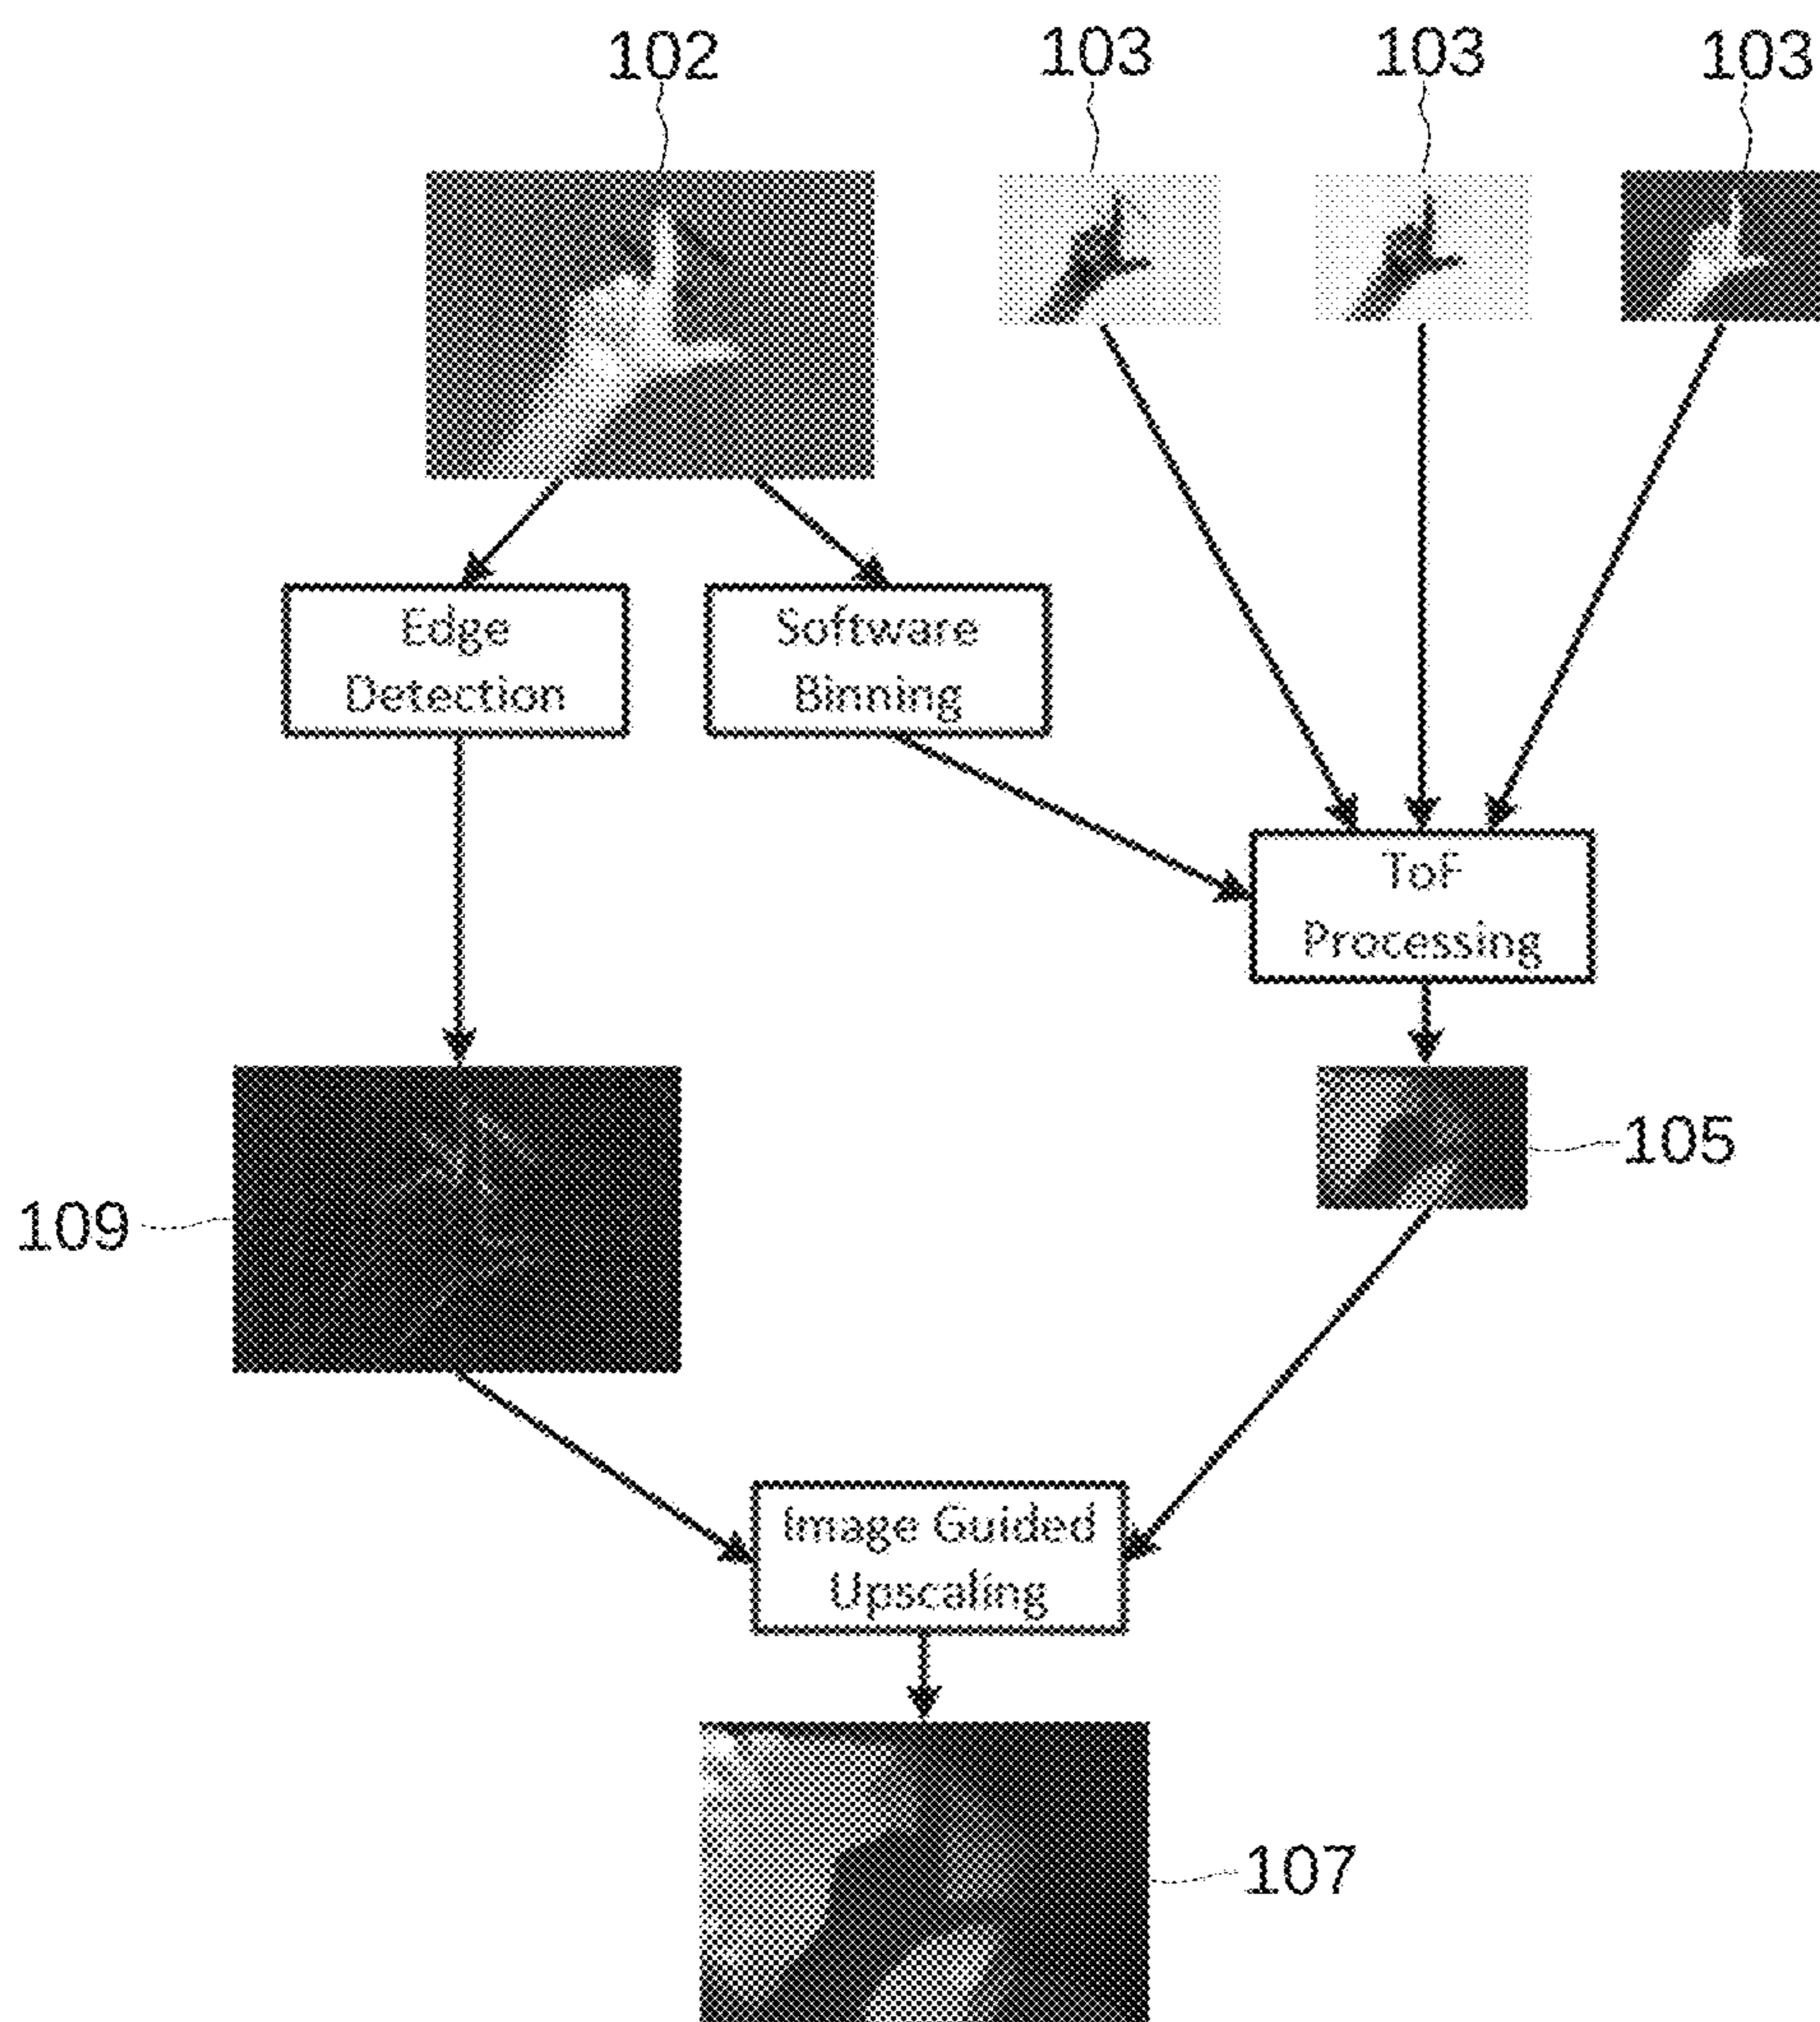 102
103
103
103
Edge
Detection
Software
Binning
ToF
Processing
105
109
Image Guided
Upscaling
107